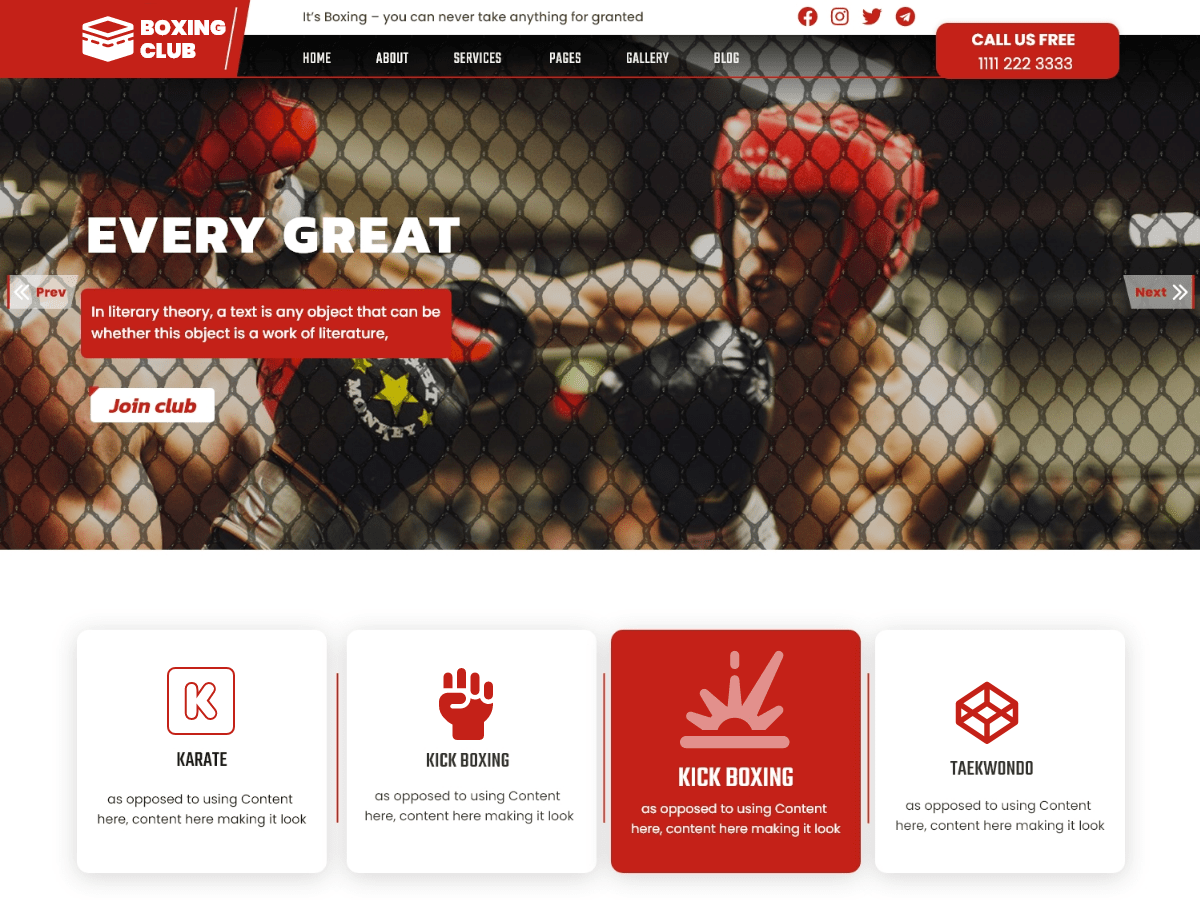 BOXING
CLUB
It's Boxing – you can never take anything for granted
CALL US FREE
1111 222 3333
HOME ABOUT SERVICES PAGES GALLERY BLOG
EVERY GREAT
Prev
Next
In literary theory, a text is any object that can be
whether this object is a work of literature,
MONKEY
Join club
K
KARATE
as opposed to using Content
here, content here making it look
KICK BOXING
as opposed to using Content
here, content here making it look
KICK BOXING
as opposed to using Content
here, content here making it look
TAEKWONDO
as opposed to using Content
here, content here making it look